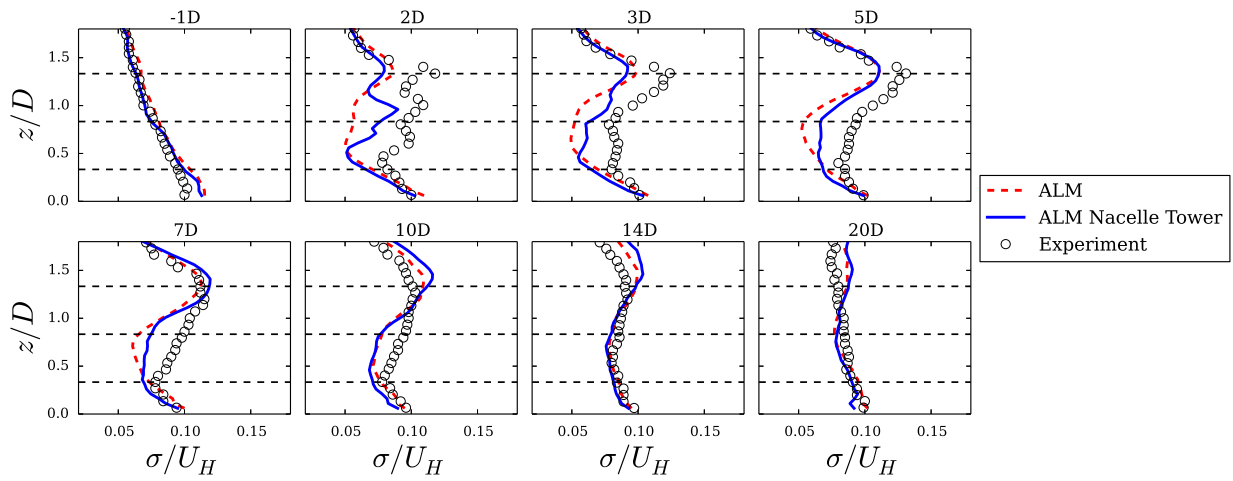 -1D 2D 3D 5D
z/D
1.5
1.0
0.5
0.0
ALM
ALM Nacelle Tower
Experiment
7D 10D 14D 20D
z/D
1.5
1.0
0.5
0.0
0.05 0.10 0.15 0.05 0.10 0.15 0.05 0.10 0.15 0.05 0.10 0.15
σ/U_H σ/U_H σ/U_H σ/U_H